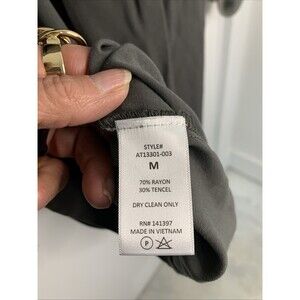 STYLE#
AT13301-003
M
70% RAYON
30% TENCEL
DRY CLEAN ONLY
RN# 141397
MADE IN VIETNAM
P